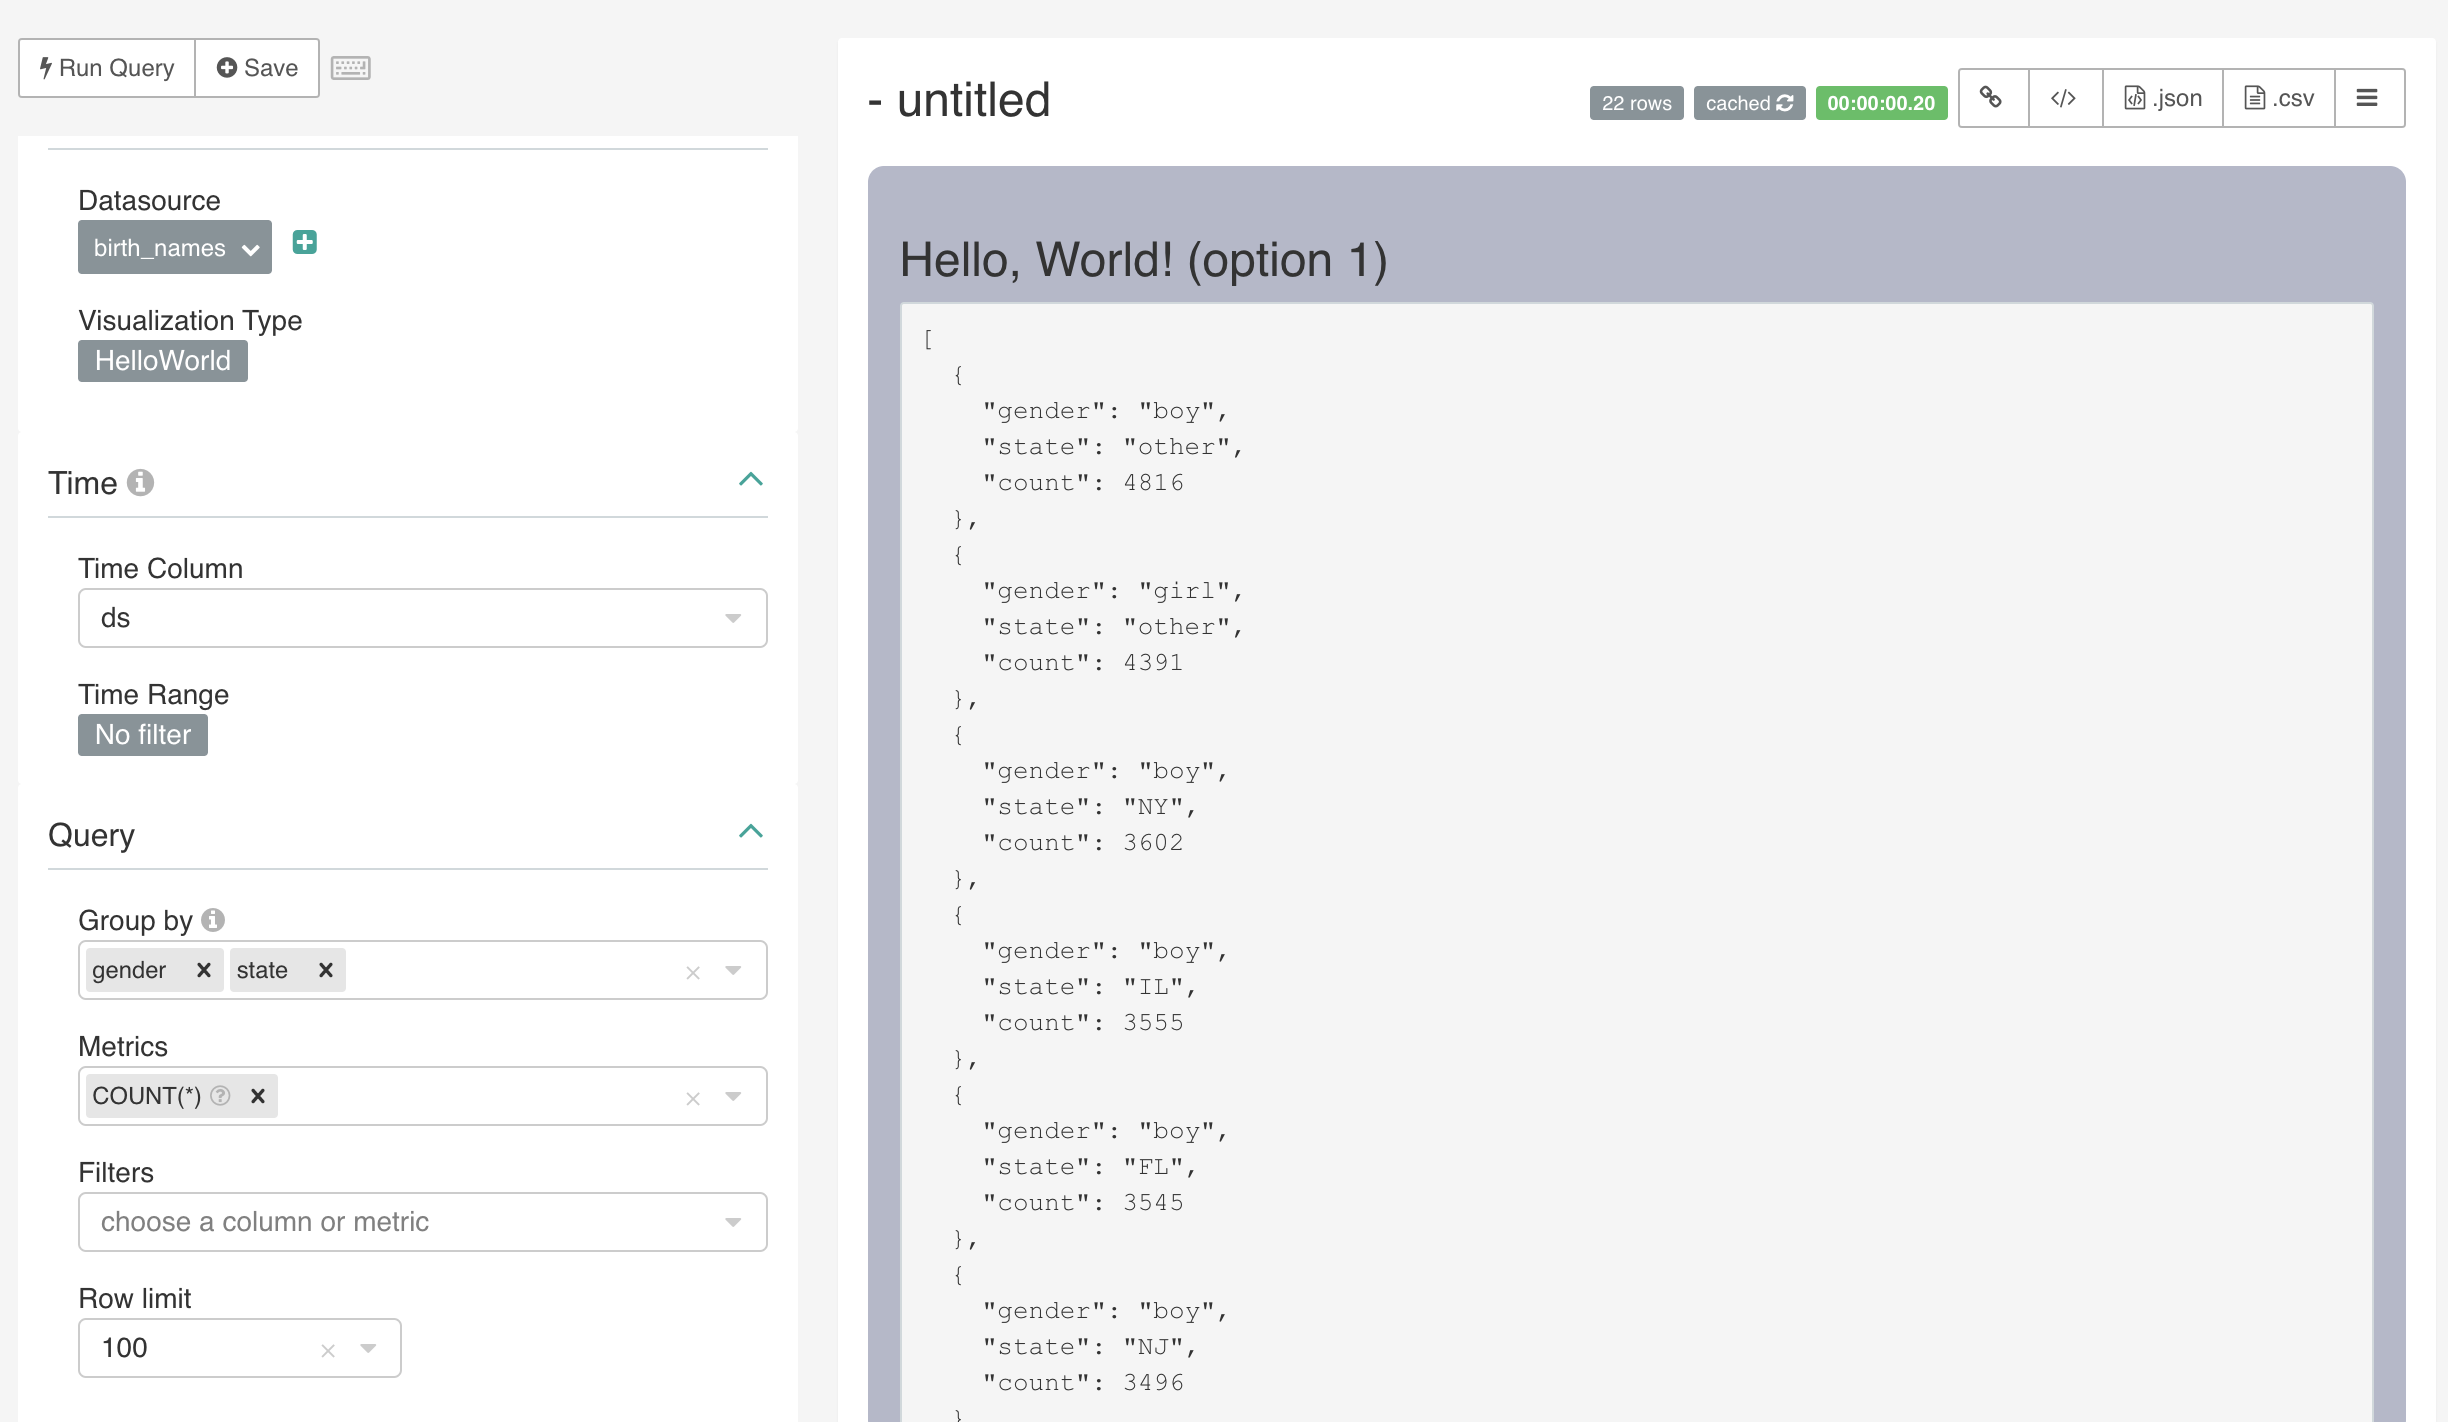 Run Query
Save
Datasource
birth_names
Visualization Type
HelloWorld
Time
Time Column
ds
Time Range
No filter
Query
Group by
gender state
Metrics
COUNT(*)
Filters
choose a column or metric
Row limit
100
- untitled
22 rows
cached
00:00:00.20
</>
.json
.csv
Hello, World! (option 1)
[
{
"gender": "boy",
"state": "other",
"count": 4816
},
{
"gender": "girl",
"state": "other",
"count": 4391
},
{
"gender": "boy",
"state": "NY",
"count": 3602
},
{
"gender": "boy",
"state": "IL",
"count": 3555
},
{
"gender": "boy",
"state": "FL",
"count": 3545
},
{
"gender": "boy",
"state": "NJ",
"count": 3496
}